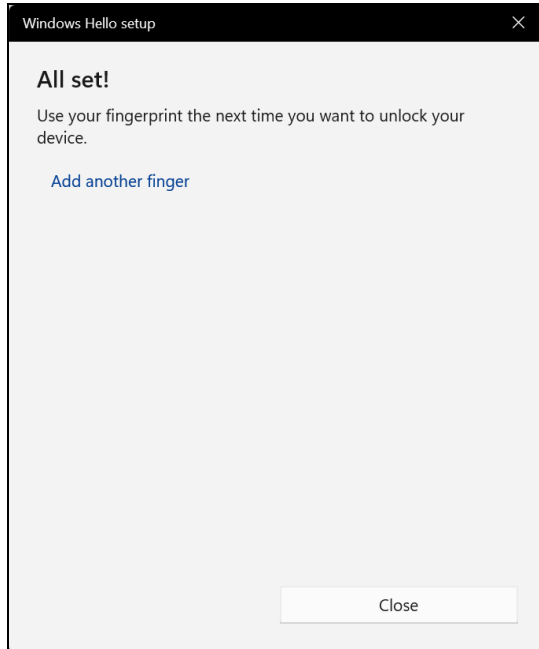 Windows Hello setup
All set!
Use your fingerprint the next time you want to unlock your
device.
Add another finger
Close